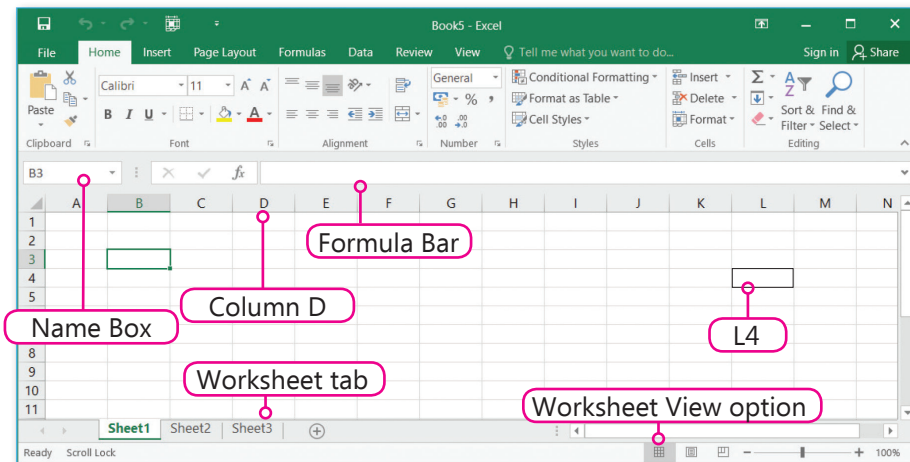 Book5 - Excel
File Home Insert Page Layout Formulas Data Review View Tell me what you want to do... Sign in Share
Calibri 11 A A General Conditional Formatting Insert Σ A Z
Paste % , Format as Table Delete Sort & Find &
B I U A .00 .00 Cell Styles Format Filter Select
Clipboard Font Alignment Number Styles Cells Editing
B3 fx
A B C D E F G H I J K L M N
1
2 Formula Bar
3
4
5 Column D
Name Box L4
8
9 Worksheet tab
10
11 Worksheet View option
Sheet1 Sheet2 Sheet3
Ready Scroll Lock 100%